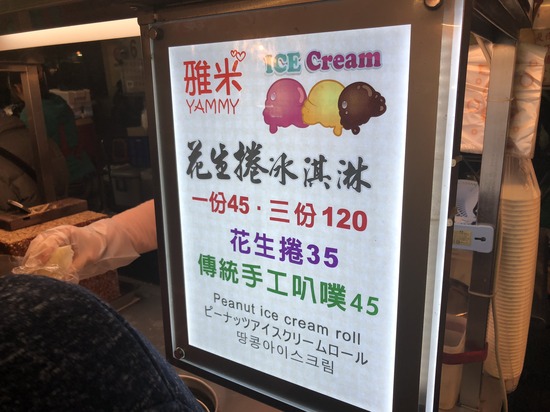 雅米
YAMMY
ICE Cream
花生捲冰淇淋
一份45．三份120
花生捲35
傳統手工叭噗45
Peanut ice cream roll
ピーナッツアイスクリームロール
땅콩아이스크림